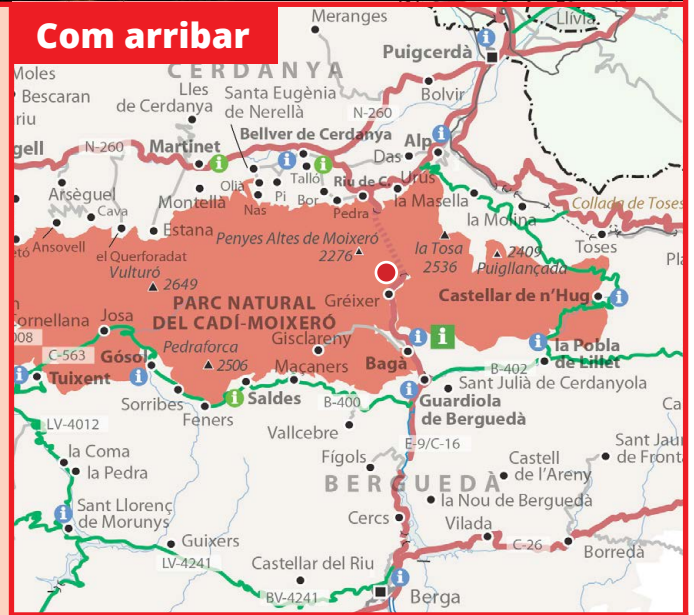 Com arribar
Meranges
Llívia
Puigcerdà
CERDANYA
Moles
Bescaran
riu
Lles
de Cerdanya
Santa Eugènia
de Nerellà
Bolvir
N-260
gell
N-260
Martinet
Bellver de Cerdanya
Alp
Das
Talló
Riu de C.
Urús
Olià
Arsèguel
Montellà
Pi
Bor
la Masella
Cava
Nas
Pedra
la Molina
Collada de Toses
Estana
Ansovell
Penyes Altes de Moixeró
2276
la Tosa
2536
2409
Puigllançada
Toses
el Querforadat
Vulturó
2649
PARC NATURAL
DEL CADÍ-MOIXERÓ
Gréixer
Castellar de n'Hug
Cornellana
Josa
Gisclareny
C-563
Gósol
Pedraforca
2506
Maçaners
Bagà
la Pobla
de Lillet
B-402
Tuixent
Saldes
Sant Julià de Cerdanyola
Sorribes
Feners
B-400
Guardiola
de Berguedà
LV-4012
Vallcebre
E-9/C-16
la Coma
Fígols
la Pedra
Castell
de l'Areny
BERGUEDÀ
Sant Llorenç
de Morunys
la Nou de Berguedà
Cercs
Vilada
Guixers
C-26
Borredà
LV-4241
Castellar del Riu
BV-4241
Berga